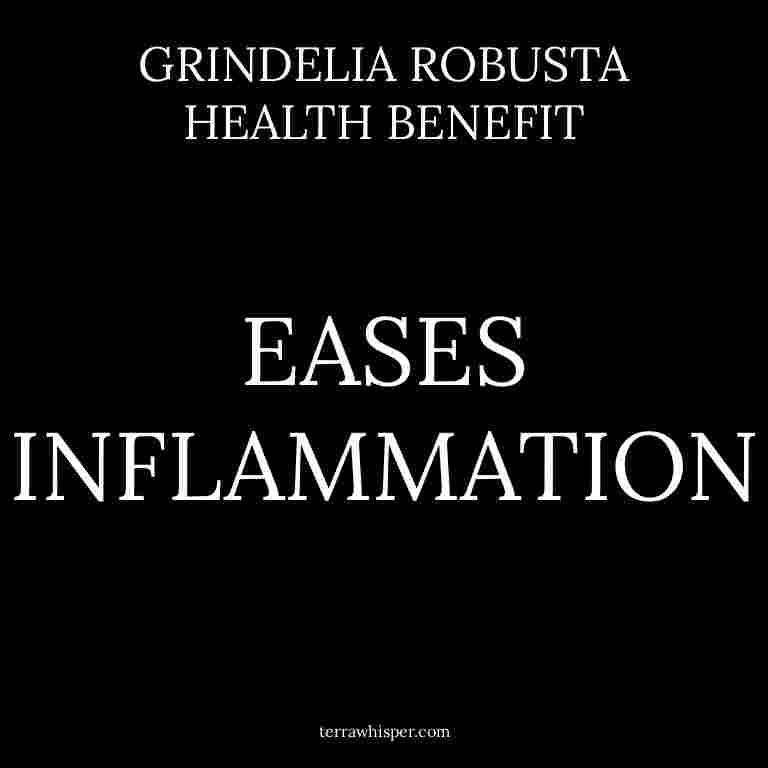 GRINDELIA ROBUSTA
HEALTH BENEFIT
EASES
INFLAMMATION
terrawhisper.com